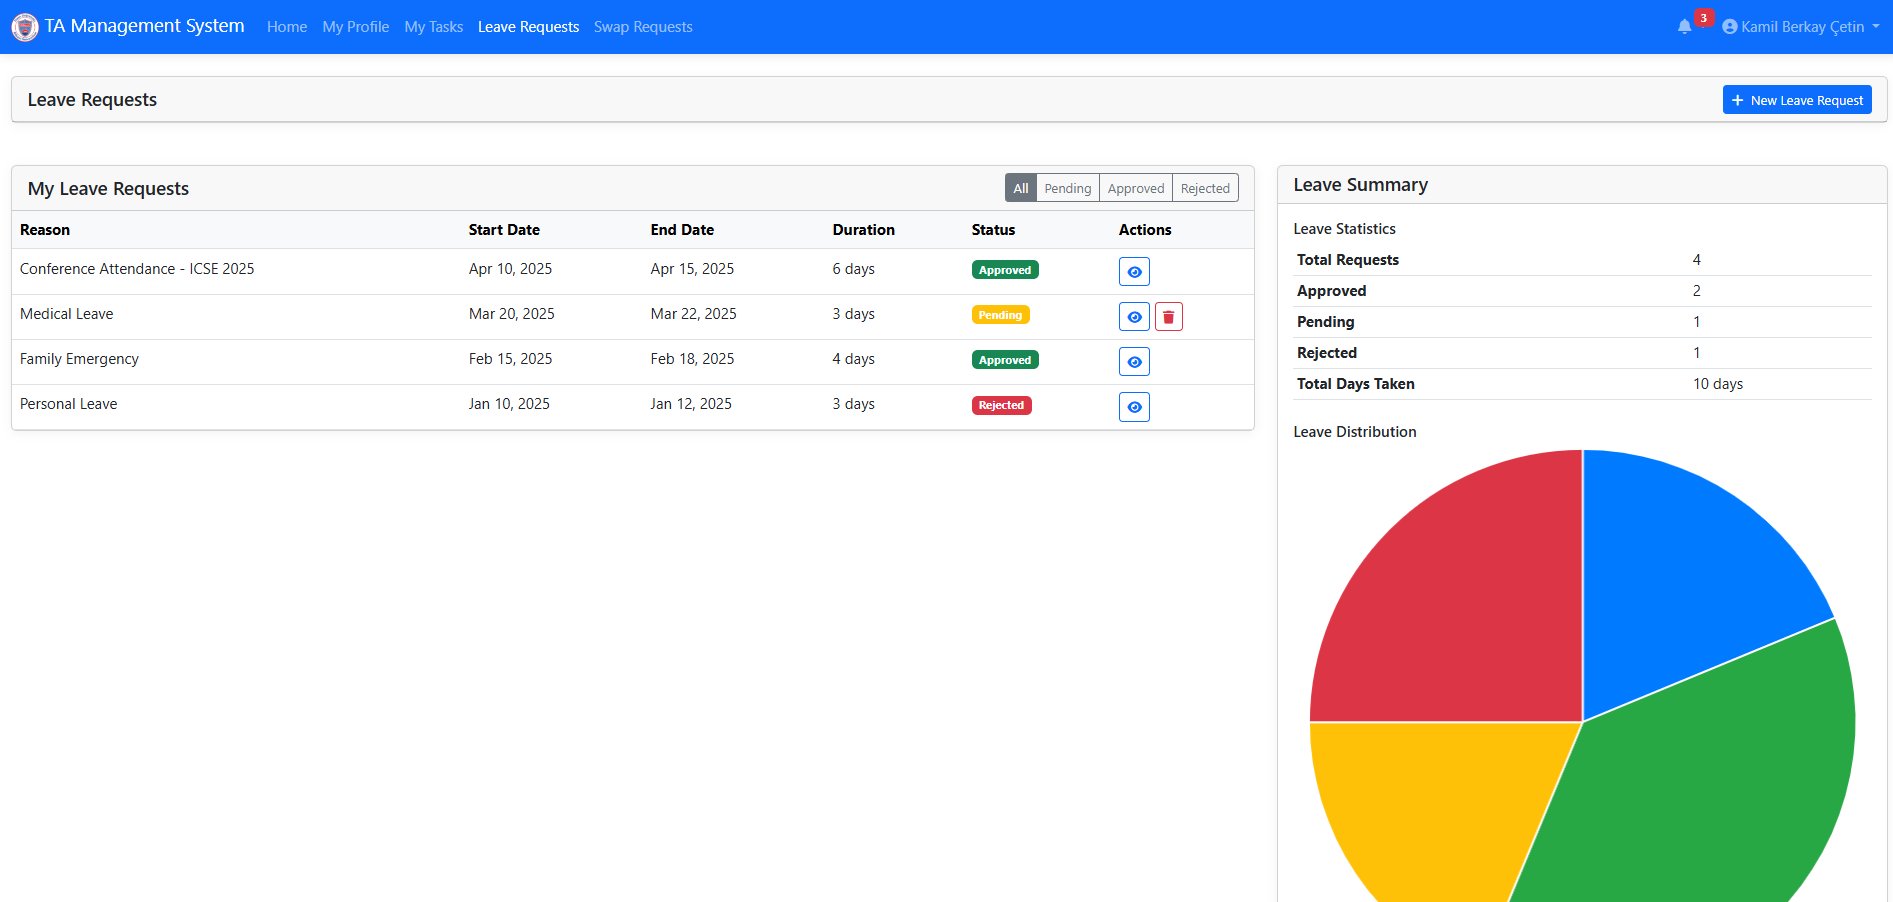 TA Management System Home My Profile My Tasks Leave Requests Swap Requests 3 Kamil Berkay Çetin
Leave Requests New Leave Request
My Leave Requests All Pending Approved Rejected
Reason Start Date End Date Duration Status Actions
Conference Attendance - ICSE 2025 Apr 10, 2025 Apr 15, 2025 6 days Approved
Medical Leave Mar 20, 2025 Mar 22, 2025 3 days Pending
Family Emergency Feb 15, 2025 Feb 18, 2025 4 days Approved
Personal Leave Jan 10, 2025 Jan 12, 2025 3 days Rejected
Leave Summary
Leave Statistics
Total Requests 4
Approved 2
Pending 1
Rejected 1
Total Days Taken 10 days
Leave Distribution